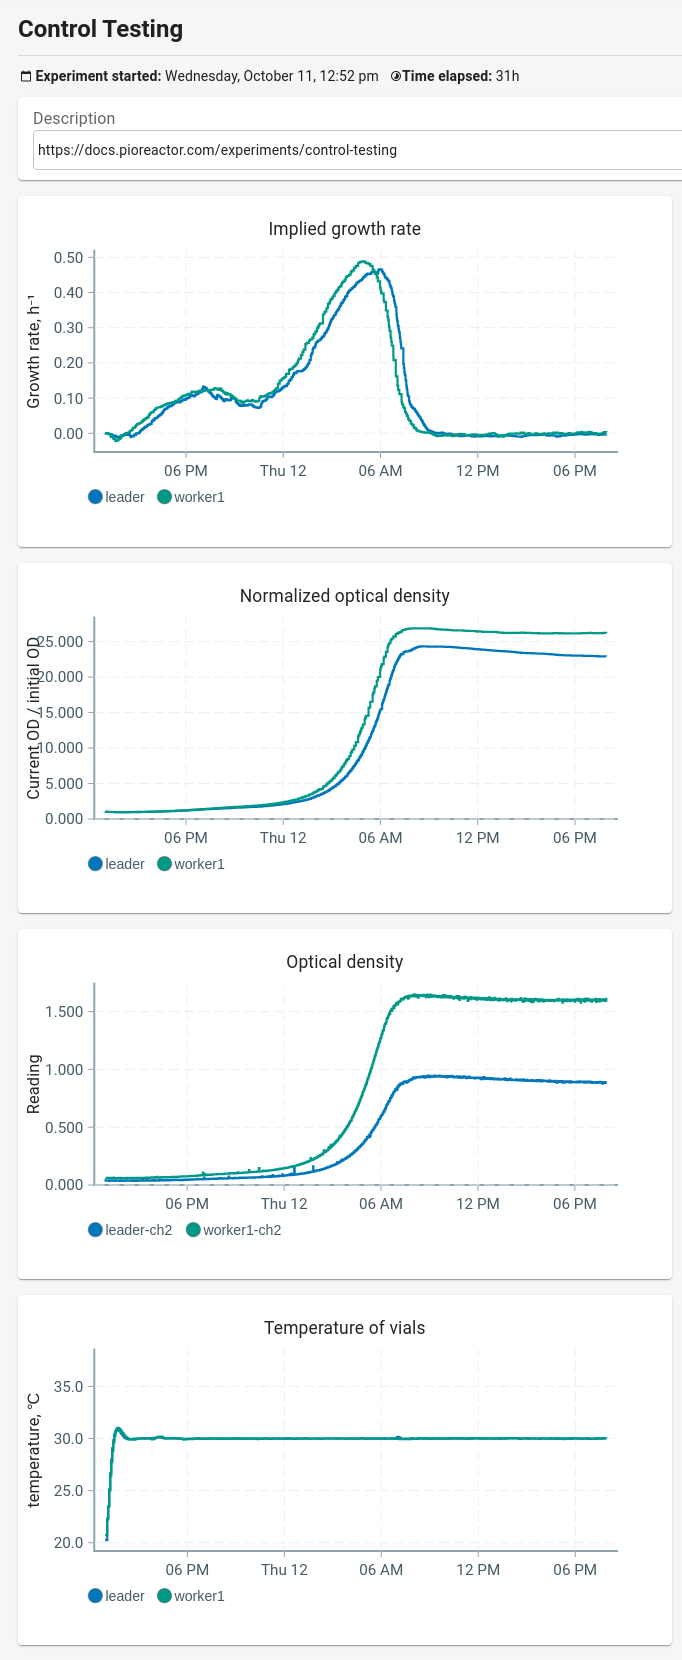 Control Testing
Experiment started: Wednesday, October 11, 12:52 pm Time elapsed: 31h
Description
https://docs.pioreactor.com/experiments/control-testing
Implied growth rate
Growth rate, h⁻¹
0.50
0.40
0.30
0.20
0.10
0.00
06 PM Thu 12 06 AM 12 PM 06 PM
leader worker1
Normalized optical density
Current OD / initial OD
25.000
20.000
15.000
10.000
5.000
0.000
06 PM Thu 12 06 AM 12 PM 06 PM
leader worker1
Optical density
Reading
1.500
1.000
0.500
0.000
06 PM Thu 12 06 AM 12 PM 06 PM
leader-ch2 worker1-ch2
Temperature of vials
temperature, °C
35.0
30.0
25.0
20.0
06 PM Thu 12 06 AM 12 PM 06 PM
leader worker1